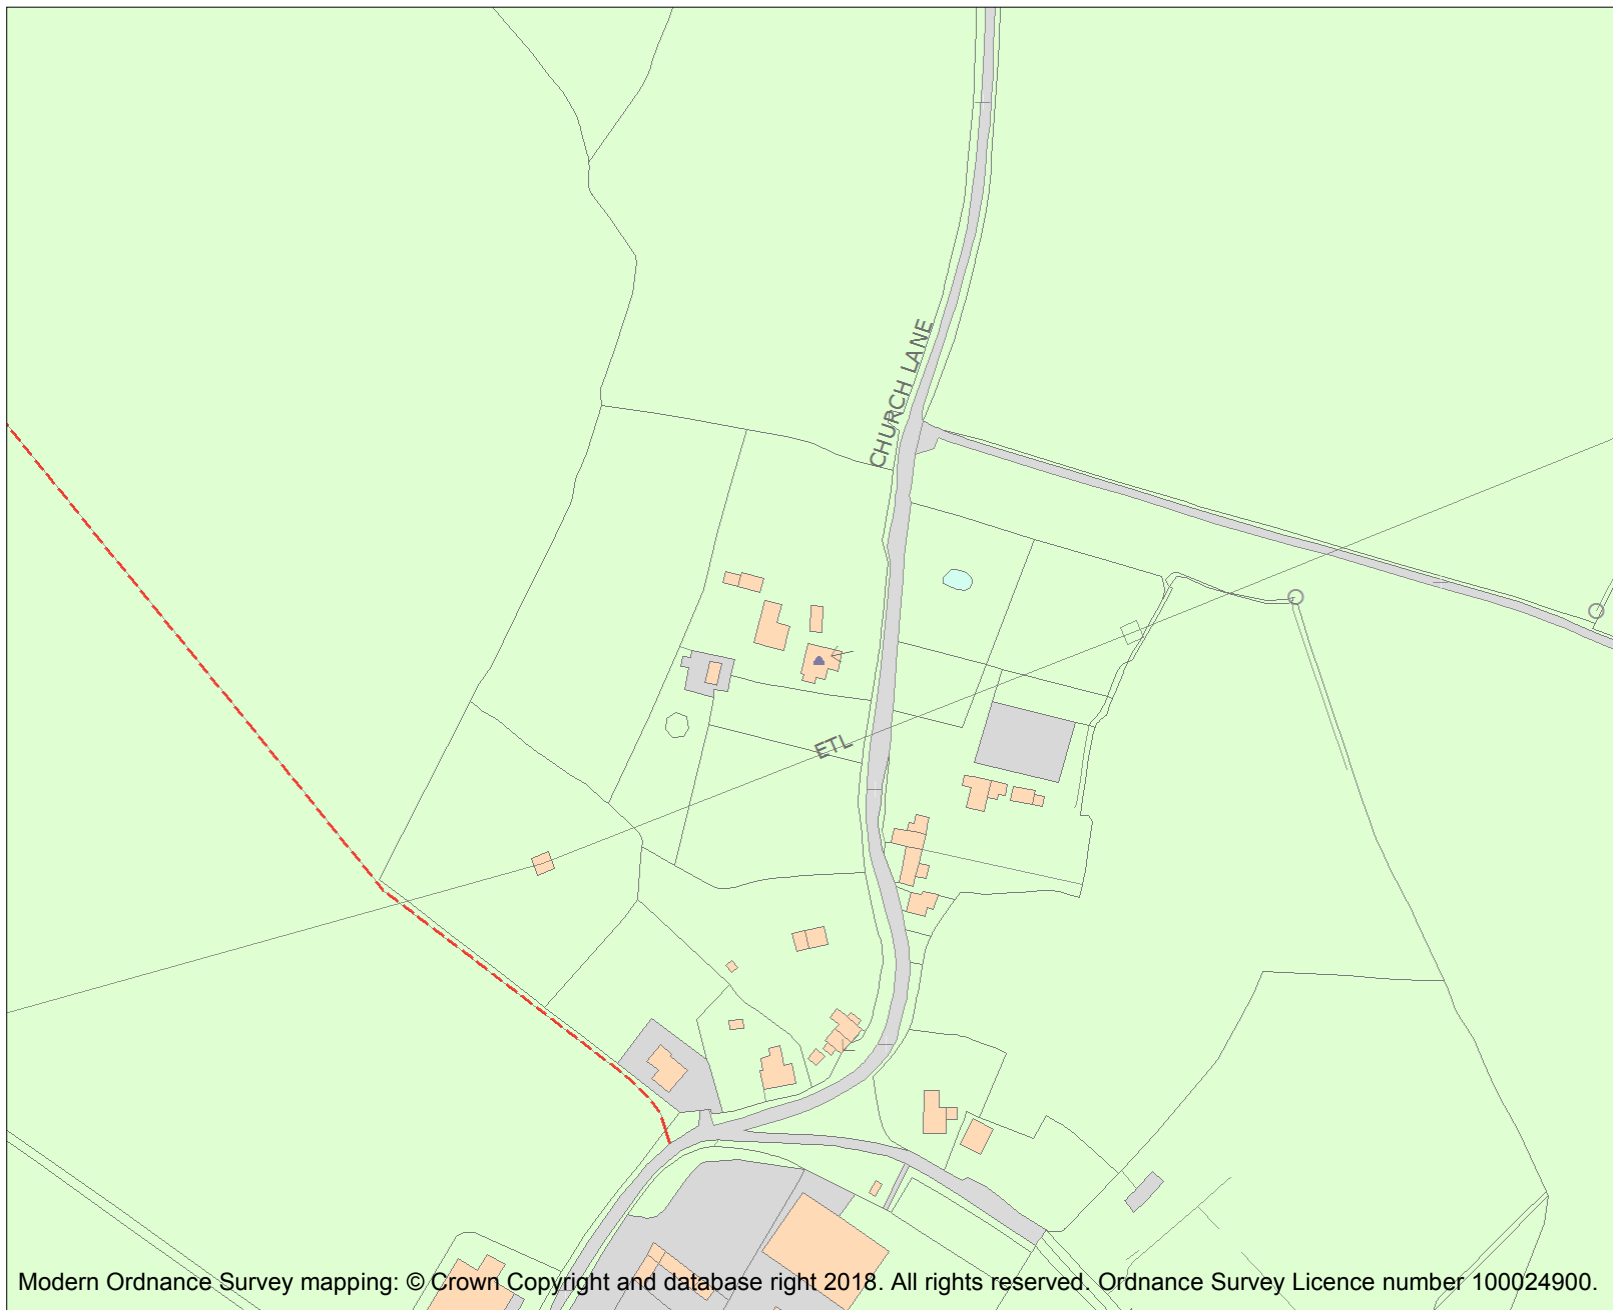 CHURCH LANE
ETL
Modern Ordnance Survey mapping: © Crown Copyright and database right 2018. All rights reserved. Ordnance Survey Licence number 100024900.